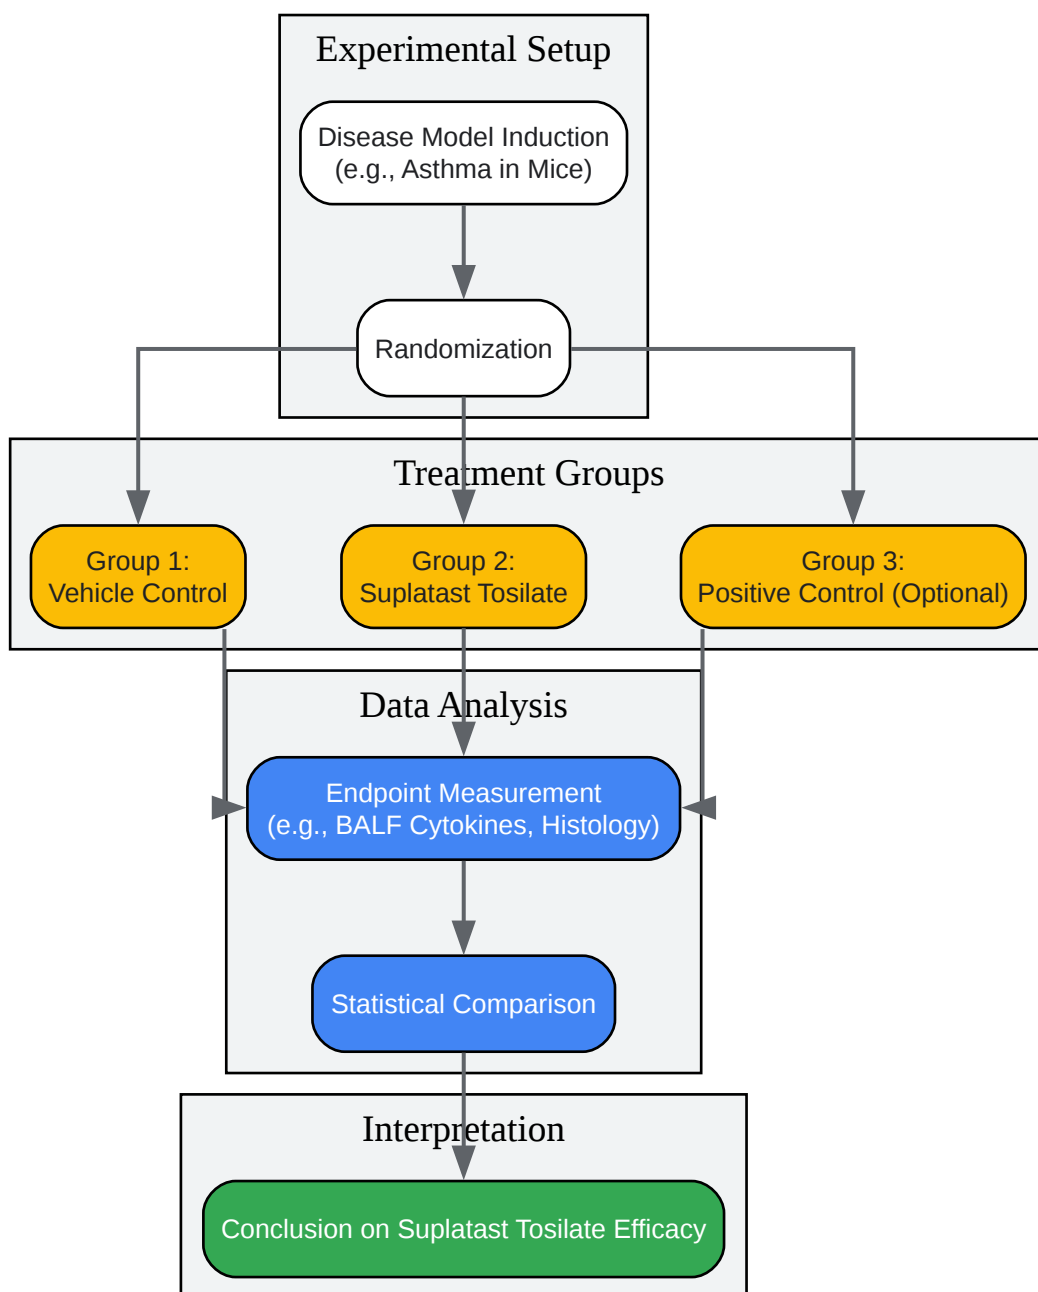 Experimental Setup
Disease Model Induction
(e.g., Asthma in Mice)
Randomization
Treatment Groups
Group 1:
Vehicle Control
Group 2:
Suplatast Tosilate
Group 3:
Positive Control (Optional)
Data Analysis
Endpoint Measurement
(e.g., BALF Cytokines, Histology)
Statistical Comparison
Interpretation
Conclusion on Suplatast Tosilate Efficacy